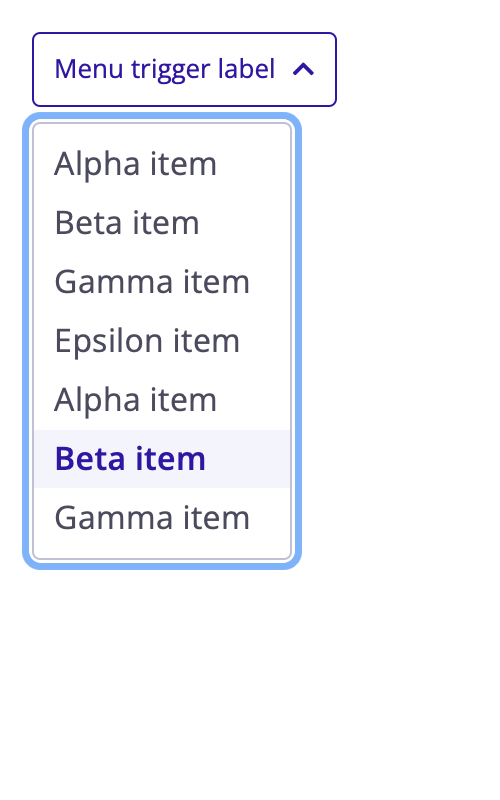 Menu trigger label
Alpha item
Beta item
Gamma item
Epsilon item
Alpha item
Beta item
Gamma item